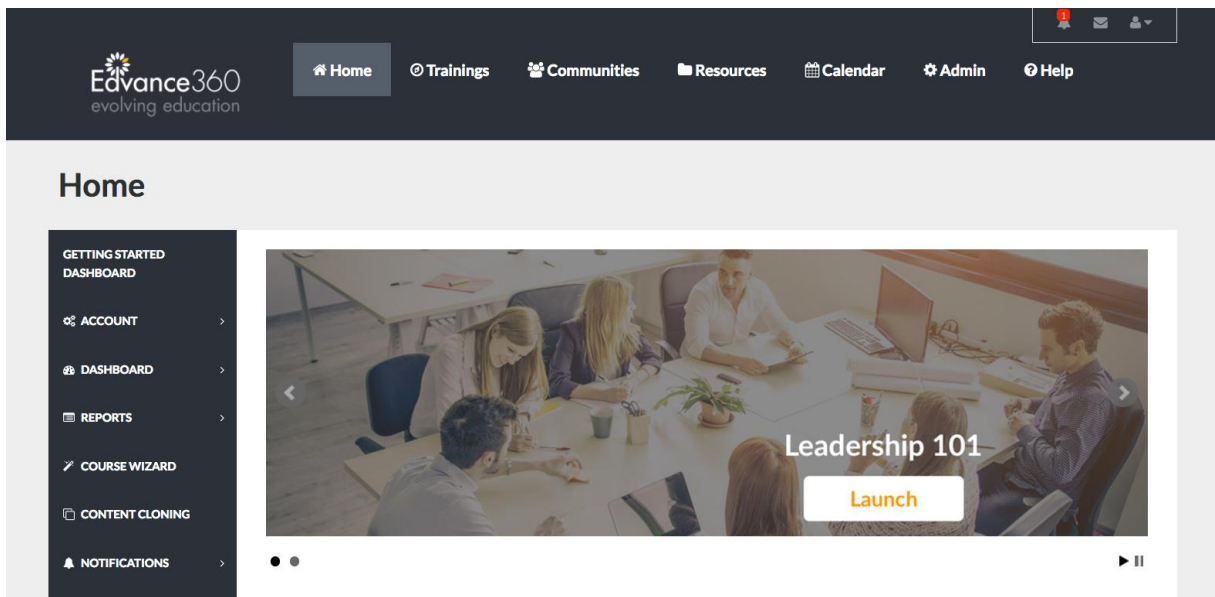 1
Edvance360
evolving education
Home
Trainings
Communities
Resources
Calendar
Admin
Help
Home
GETTING STARTED
DASHBOARD
ACCOUNT
DASHBOARD
REPORTS
COURSE WIZARD
CONTENT CLONING
NOTIFICATIONS
Leadership 101
Launch